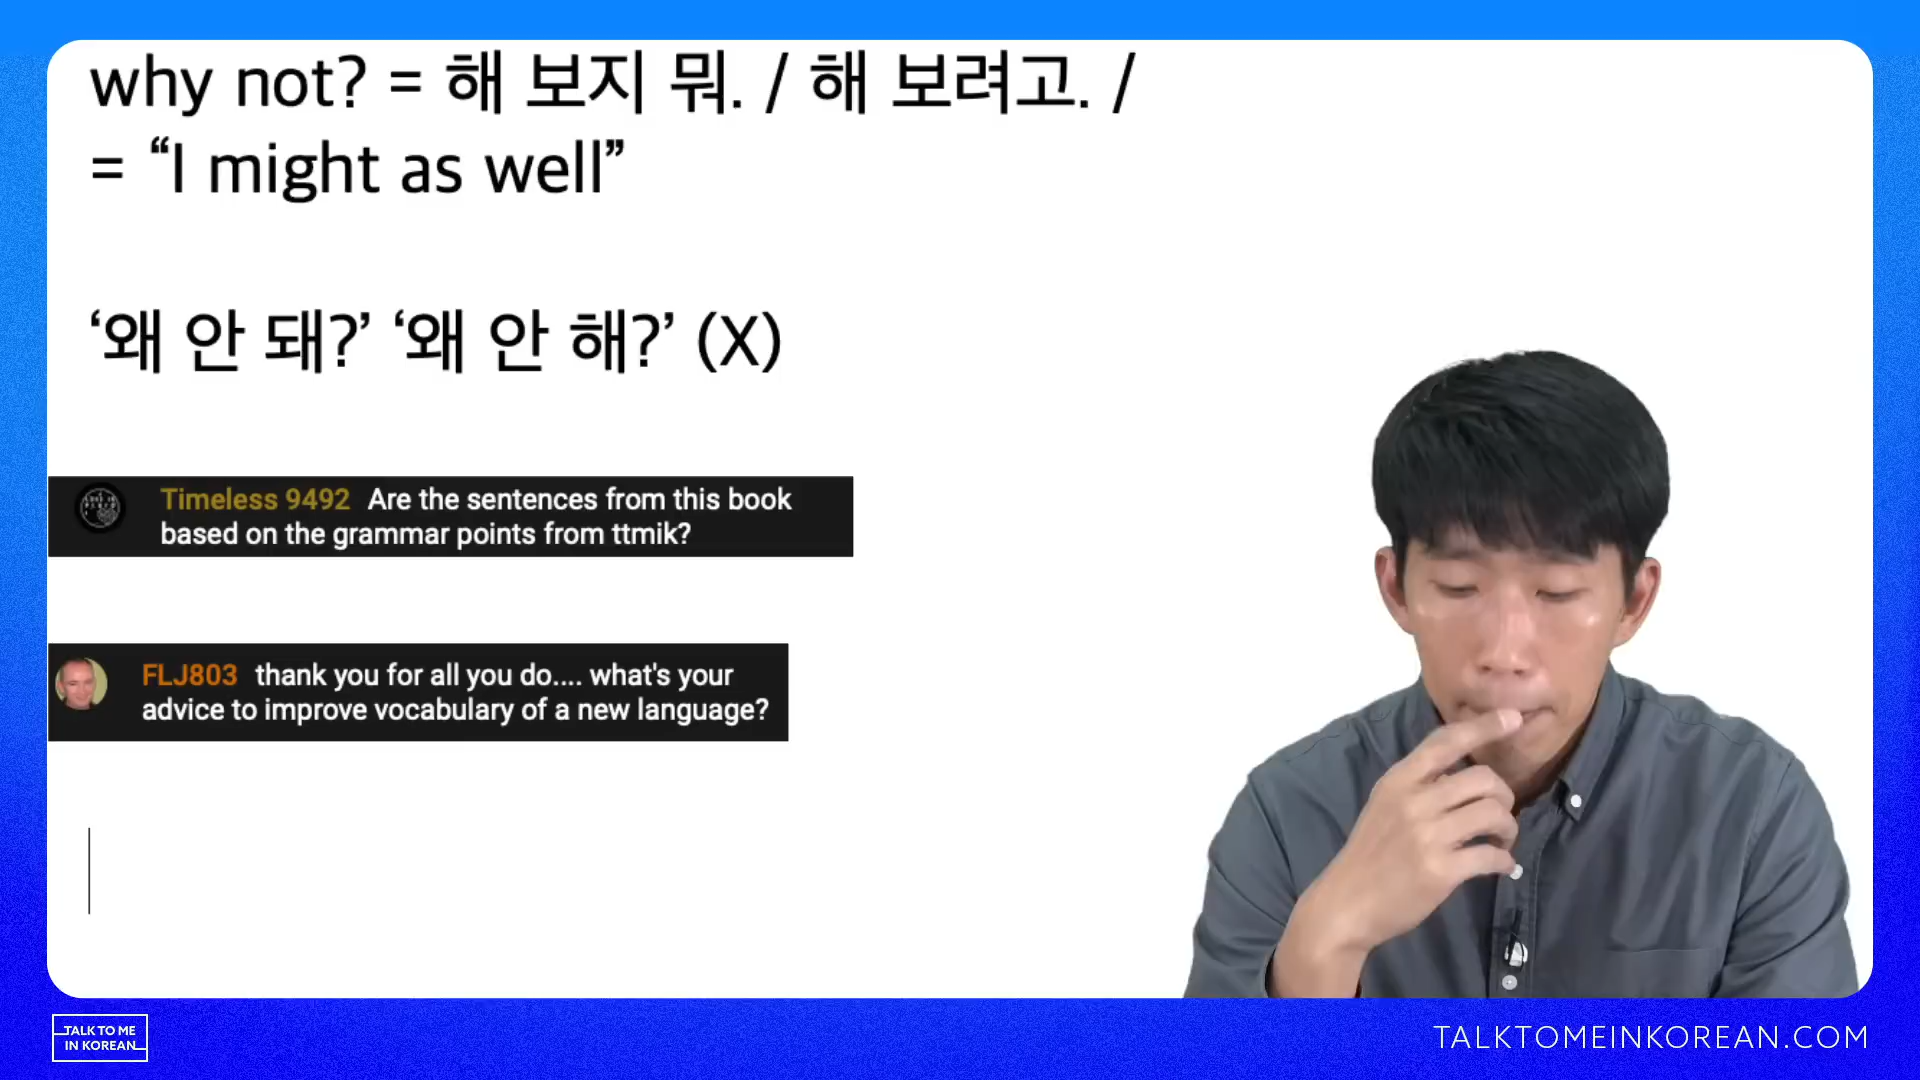 why not? = 해 보지 뭐. / 해 보려고. /
= “I might as well”
‘왜 안 돼?’ ‘왜 안 해?’ (X)
Timeless 9492 Are the sentences from this book
based on the grammar points from ttmik?
FLJ803 thank you for all you do.... what's your
advice to improve vocabulary of a new language?
TALK TO ME
IN KOREAN
TALKTOMEINKOREAN.COM